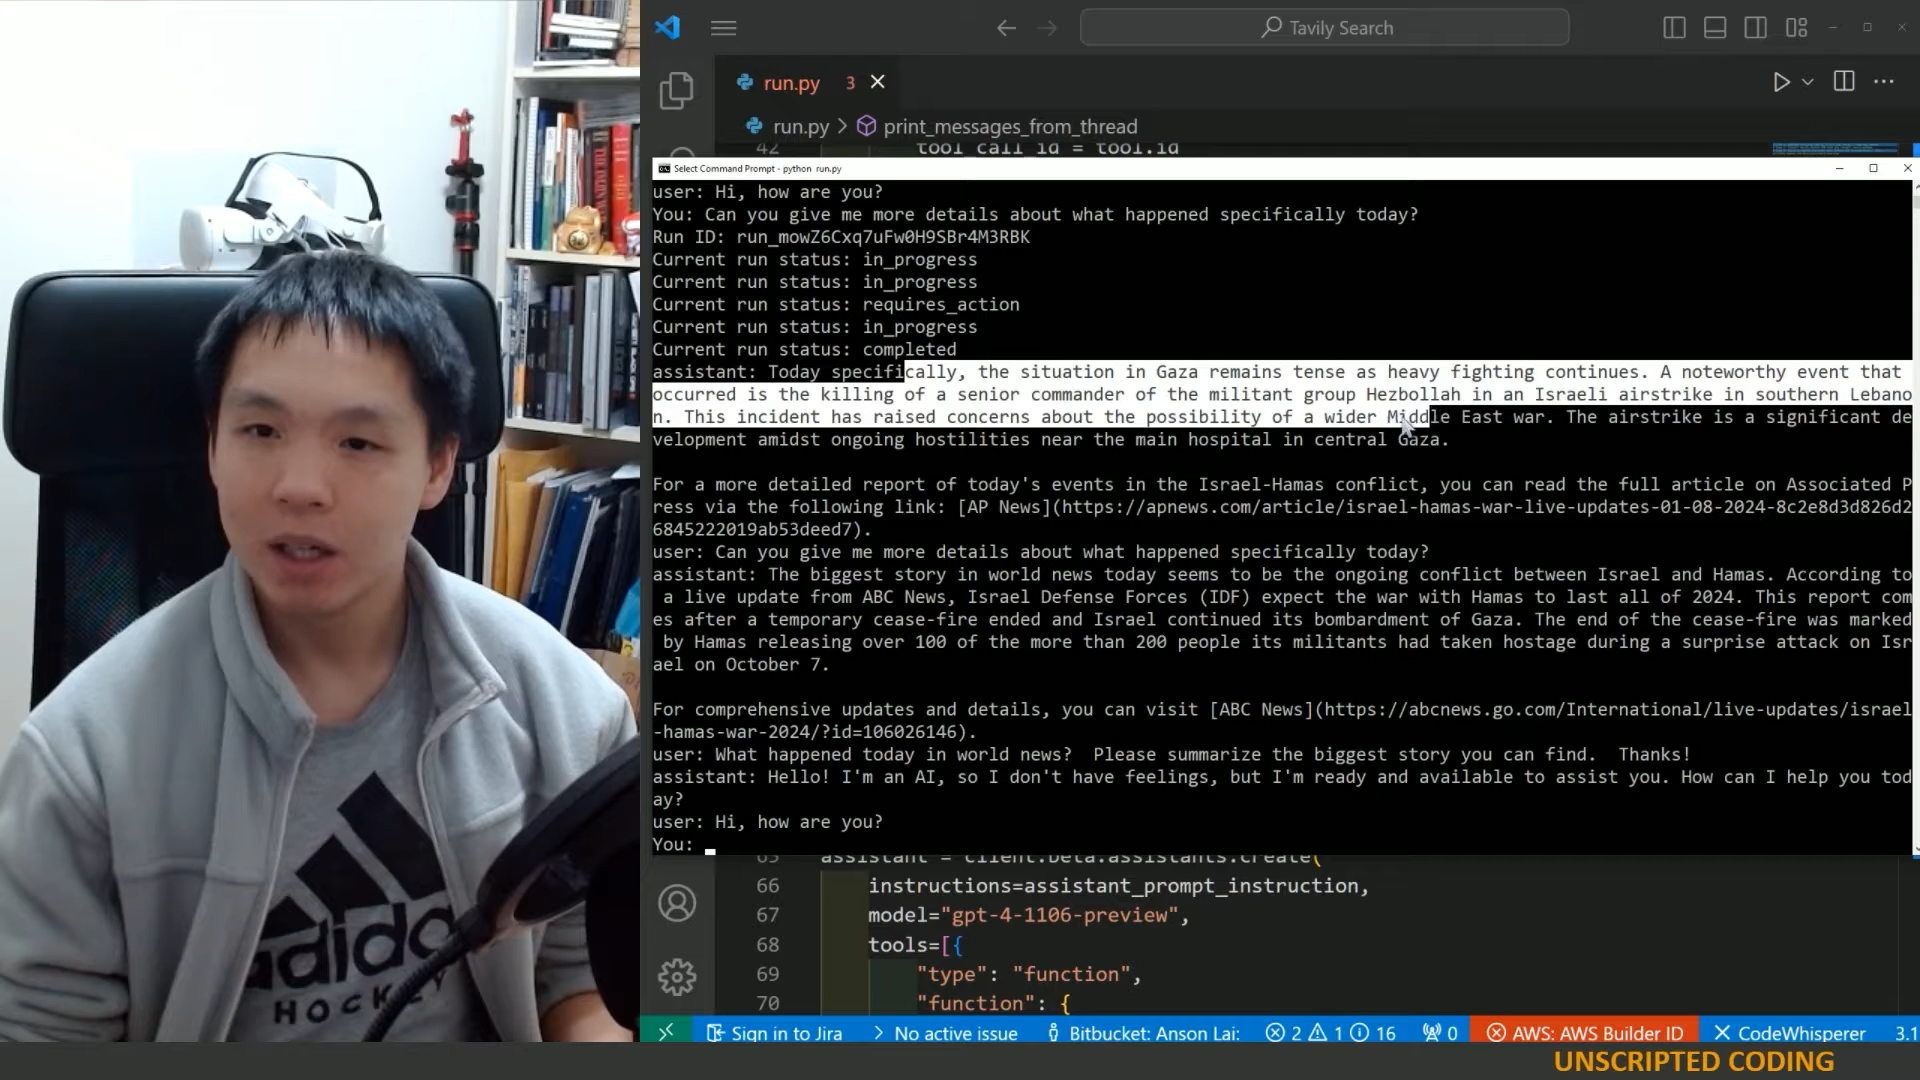 Tavily Search
run.py 3
run.py > print_messages_from_thread
42 tool_call_id = tool.id
Select Command Prompt - python run.py
user: Hi, how are you?
You: Can you give me more details about what happened specifically today?
Run ID: run_mowZ6Cxq7uFw0H9SBr4M3RBK
Current run status: in_progress
Current run status: in_progress
Current run status: requires_action
Current run status: in_progress
Current run status: completed
assistant: Today specifically, the situation in Gaza remains tense as heavy fighting continues. A noteworthy event that
occurred is the killing of a senior commander of the militant group Hezbollah in an Israeli airstrike in southern Lebano
n. This incident has raised concerns about the possibility of a wider Middle East war. The airstrike is a significant de
velopment amidst ongoing hostilities near the main hospital in central Gaza.
For a more detailed report of today's events in the Israel-Hamas conflict, you can read the full article on Associated P
ress via the following link: [AP News](https://apnews.com/article/israel-hamas-war-live-updates-01-08-2024-8c2e8d3d826d2
6845222019ab53deed7).
user: Can you give me more details about what happened specifically today?
assistant: The biggest story in world news today seems to be the ongoing conflict between Israel and Hamas. According to
a live update from ABC News, Israel Defense Forces (IDF) expect the war with Hamas to last all of 2024. This report com
es after a temporary cease-fire ended and Israel continued its bombardment of Gaza. The end of the cease-fire was marked
by Hamas releasing over 100 of the more than 200 people its militants had taken hostage during a surprise attack on Isr
ael on October 7.
For comprehensive updates and details, you can visit [ABC News](https://abcnews.go.com/International/live-updates/israel
-hamas-war-2024/?id=106026146).
user: What happened today in world news?  Please summarize the biggest story you can find.  Thanks!
assistant: Hello! I'm an AI, so I don't have feelings, but I'm ready and available to assist you. How can I help you tod
ay?
user: Hi, how are you?
You:
65 assistant = client.beta.assistants.create(
66 instructions=assistant_prompt_instruction,
67 model="gpt-4-1106-preview",
68 tools=[{
69 "type": "function",
70 "function": {
Sign in to Jira No active issue Bitbucket: Anson Lai: 2 1 16 0 AWS: AWS Builder ID CodeWhisperer 3.1
adidas
HOCKEY
UNSCRIPTED CODING